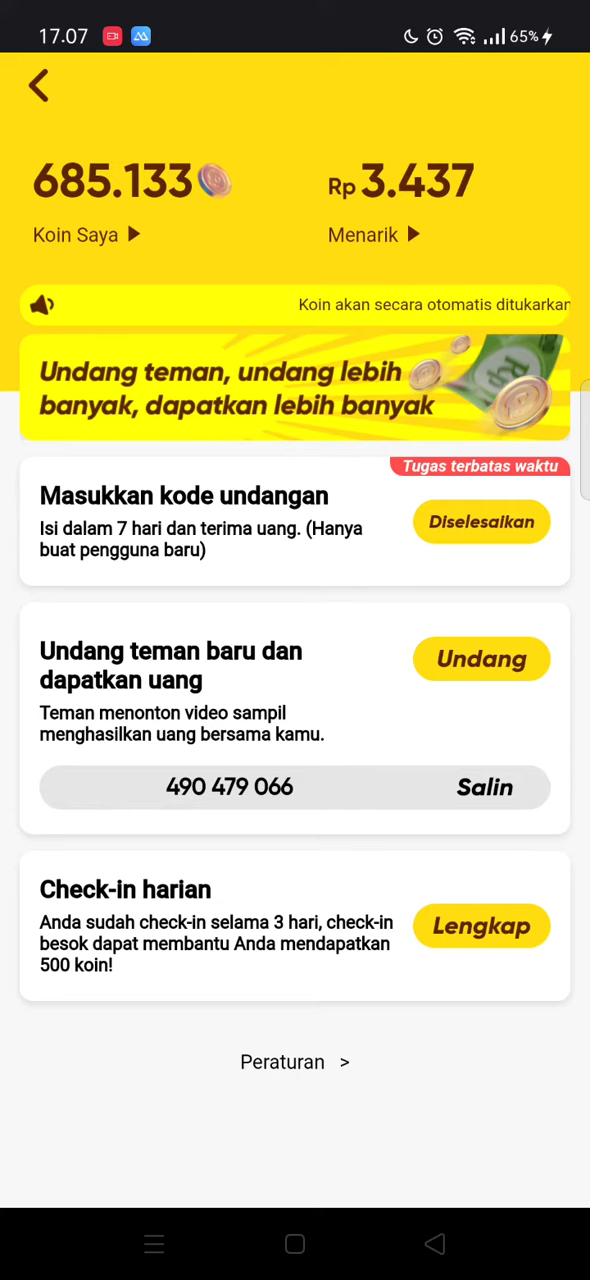 17.07
65%
685.133
Rp 3.437
Koin Saya
Menarik
Koin akan secara otomatis ditukarkan
Undang teman, undang lebih
banyak, dapatkan lebih banyak
Tugas terbatas waktu
Masukkan kode undangan
Isi dalam 7 hari dan terima uang. (Hanya
buat pengguna baru)
Diselesaikan
Undang teman baru dan
dapatkan uang
Undang
Teman menonton video sampil
menghasilkan uang bersama kamu.
490 479 066
Salin
Check-in harian
Anda sudah check-in selama 3 hari, check-in
besok dapat membantu Anda mendapatkan
500 koin!
Lengkap
Peraturan >